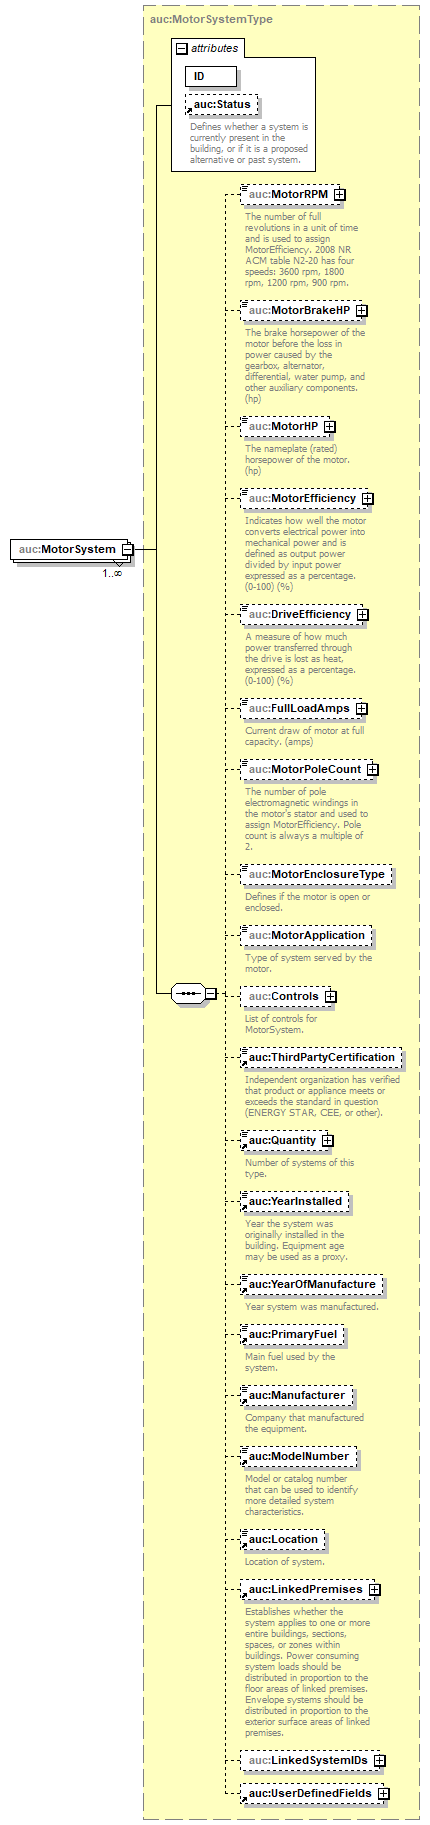 auc:MotorSystemType
attributes
ID
auc:Status
Defines whether a system is
currently present in the
building, or if it is a proposed
alternative or past system.
auc:MotorRPM
The number of full
revolutions in a unit of time
and is used to assign
MotorEfficiency. 2008 NR
ACM table N2-20 has four
speeds: 3600 rpm, 1800
rpm, 1200 rpm, 900 rpm.
auc:MotorBrakeHP
The brake horsepower of the
motor before the loss in
power caused by the
gearbox, alternator,
differential, water pump, and
other auxiliary components.
(hp)
auc:MotorHP
The nameplate (rated)
horsepower of the motor.
(hp)
auc:MotorEfficiency
Indicates how well the motor
converts electrical power into
mechanical power and is
defined as output power
divided by input power
expressed as a percentage.
(0-100) (%)
auc:MotorSystem
1..∞
auc:DriveEfficiency
A measure of how much
power transferred through
the drive is lost as heat,
expressed as a percentage.
(0-100) (%)
auc:FullLoadAmps
Current draw of motor at full
capacity. (amps)
auc:MotorPoleCount
The number of pole
electromagnetic windings in
the motor's stator and used to
assign MotorEfficiency. Pole
count is always a multiple of
2.
auc:MotorEnclosureType
Defines if the motor is open or
enclosed.
auc:MotorApplication
Type of system served by the
motor.
auc:Controls
List of controls for
MotorSystem.
auc:ThirdPartyCertification
Independent organization has verified
that product or appliance meets or
exceeds the standard in question
(ENERGY STAR, CEE, or other).
auc:Quantity
Number of systems of this
type.
auc:YearInstalled
Year the system was
originally installed in the
building. Equipment age
may be used as a proxy.
auc:YearOfManufacture
Year system was manufactured.
auc:PrimaryFuel
Main fuel used by the
system.
auc:Manufacturer
Company that manufactured
the equipment.
auc:ModelNumber
Model or catalog number
that can be used to identify
more detailed system
characteristics.
auc:Location
Location of system.
auc:LinkedPremises
Establishes whether the
system applies to one or more
entire buildings, sections,
spaces, or zones within
buildings. Power consuming
system loads should be
distributed in proportion to the
floor areas of linked premises.
Envelope systems should be
distributed in proportion to the
exterior surface areas of linked
premises.
auc:LinkedSystemIDs
auc:UserDefinedFields